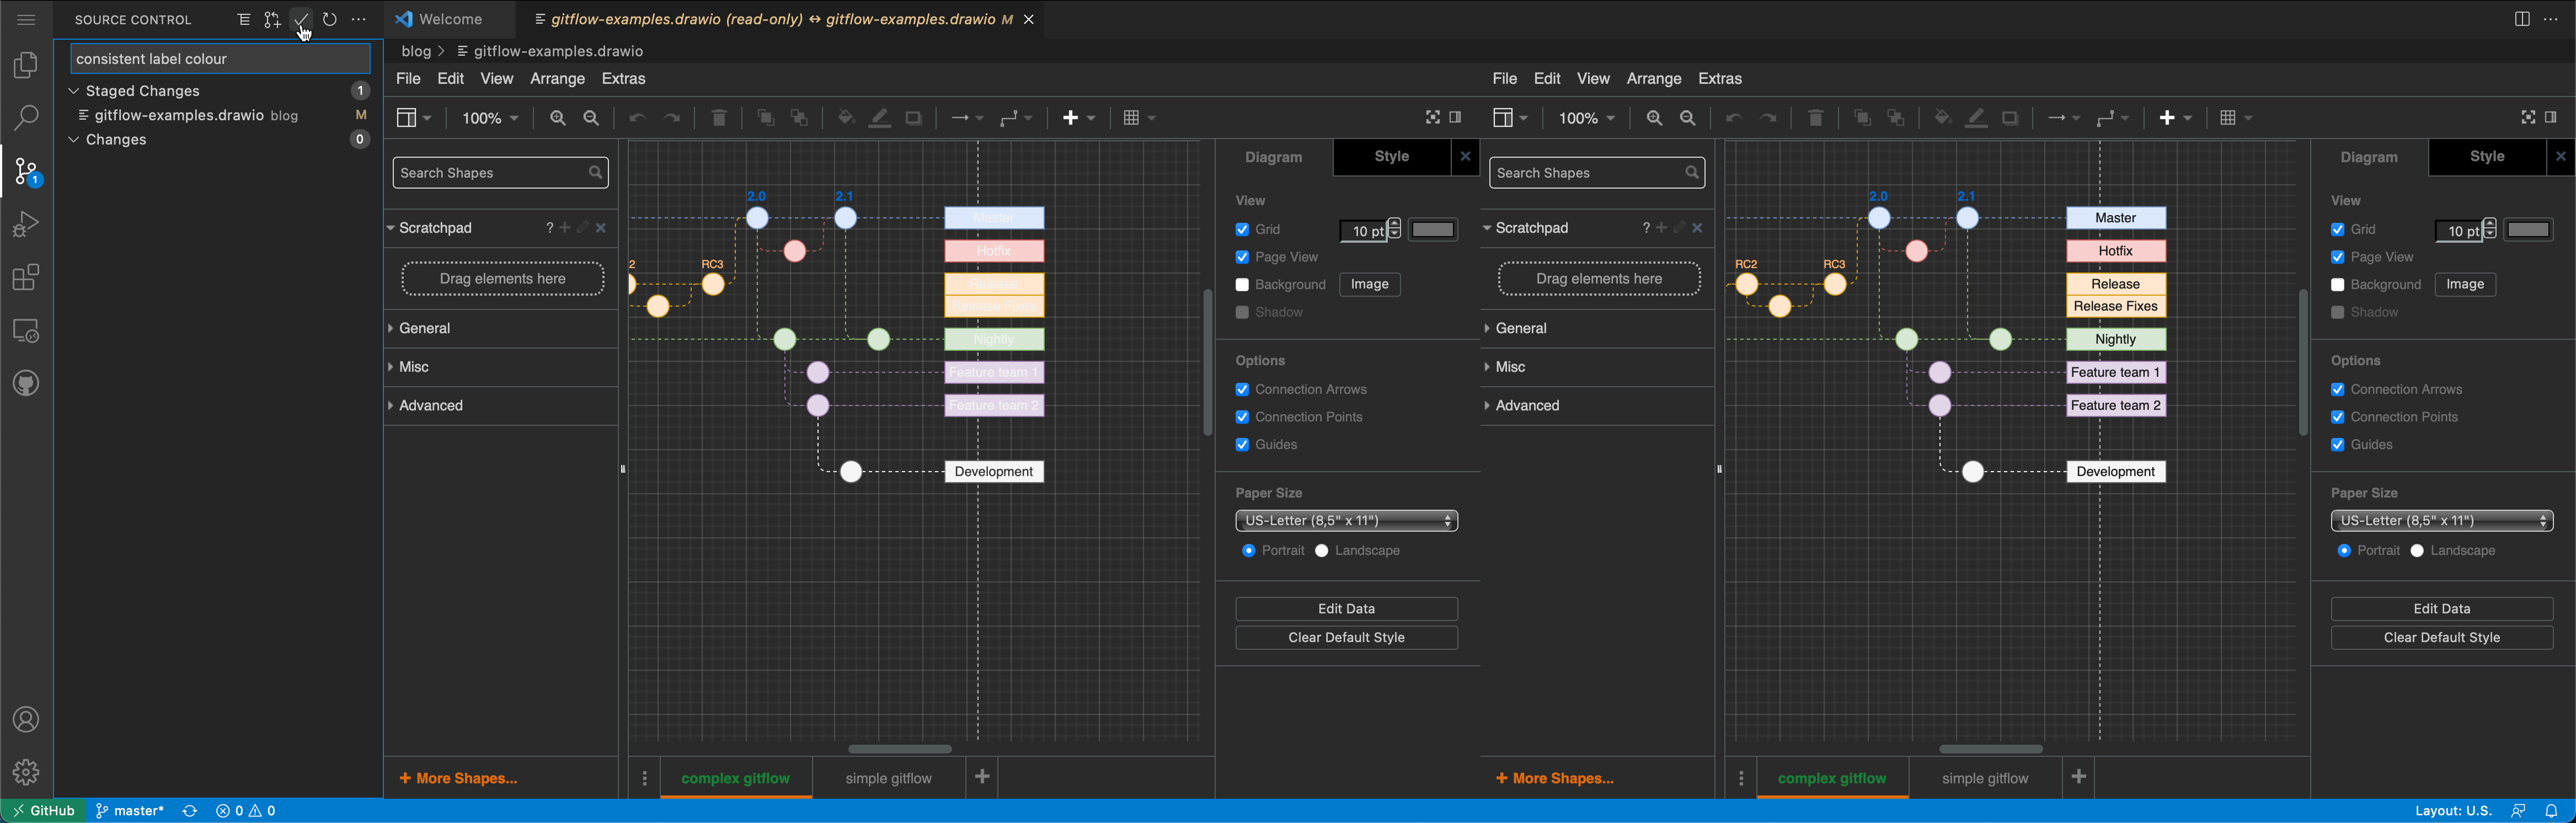 SOURCE CONTROL
consistent label colour
Staged Changes 1
gitflow-examples.drawio blog M
Changes 0
1
Welcome
gitflow-examples.drawio (read-only) ↔ gitflow-examples.drawio M
blog > gitflow-examples.drawio
File Edit View Arrange Extras
100%
Search Shapes
Scratchpad ?
Drag elements here
General
Misc
Advanced
+ More Shapes...
2.0 2.1
2 RC3
Master
Hotfix
Release
Release Fixes
Nightly
Feature team 1
Feature team 2
Development
complex gitflow simple gitflow
Diagram Style
View
Grid 10 pt
Page View
Background Image
Shadow
Options
Connection Arrows
Connection Points
Guides
Paper Size
US-Letter (8,5" x 11")
Portrait Landscape
Edit Data
Clear Default Style
File Edit View Arrange Extras
100%
Search Shapes
Scratchpad ?
Drag elements here
General
Misc
Advanced
+ More Shapes...
2.0 2.1
RC2 RC3
Master
Hotfix
Release
Release Fixes
Nightly
Feature team 1
Feature team 2
Development
complex gitflow simple gitflow
Diagram Style
View
Grid 10 pt
Page View
Background Image
Shadow
Options
Connection Arrows
Connection Points
Guides
Paper Size
US-Letter (8,5" x 11")
Portrait Landscape
Edit Data
Clear Default Style
GitHub master* 0 0 Layout: U.S.